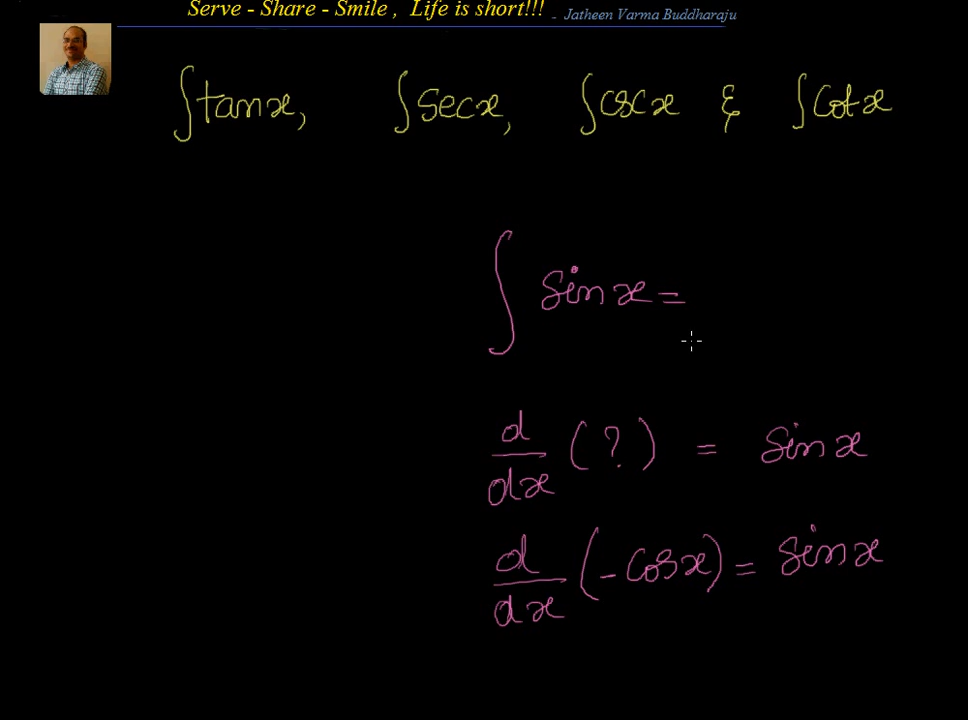 Serve - Share - Smile , Life is short!!! - Jatheen Varma Buddharaju
∫tanx, ∫secx, ∫cscx & ∫cotx
∫ sinx =
d/dx (?) = sinx
d/dx (-cosx) = sinx